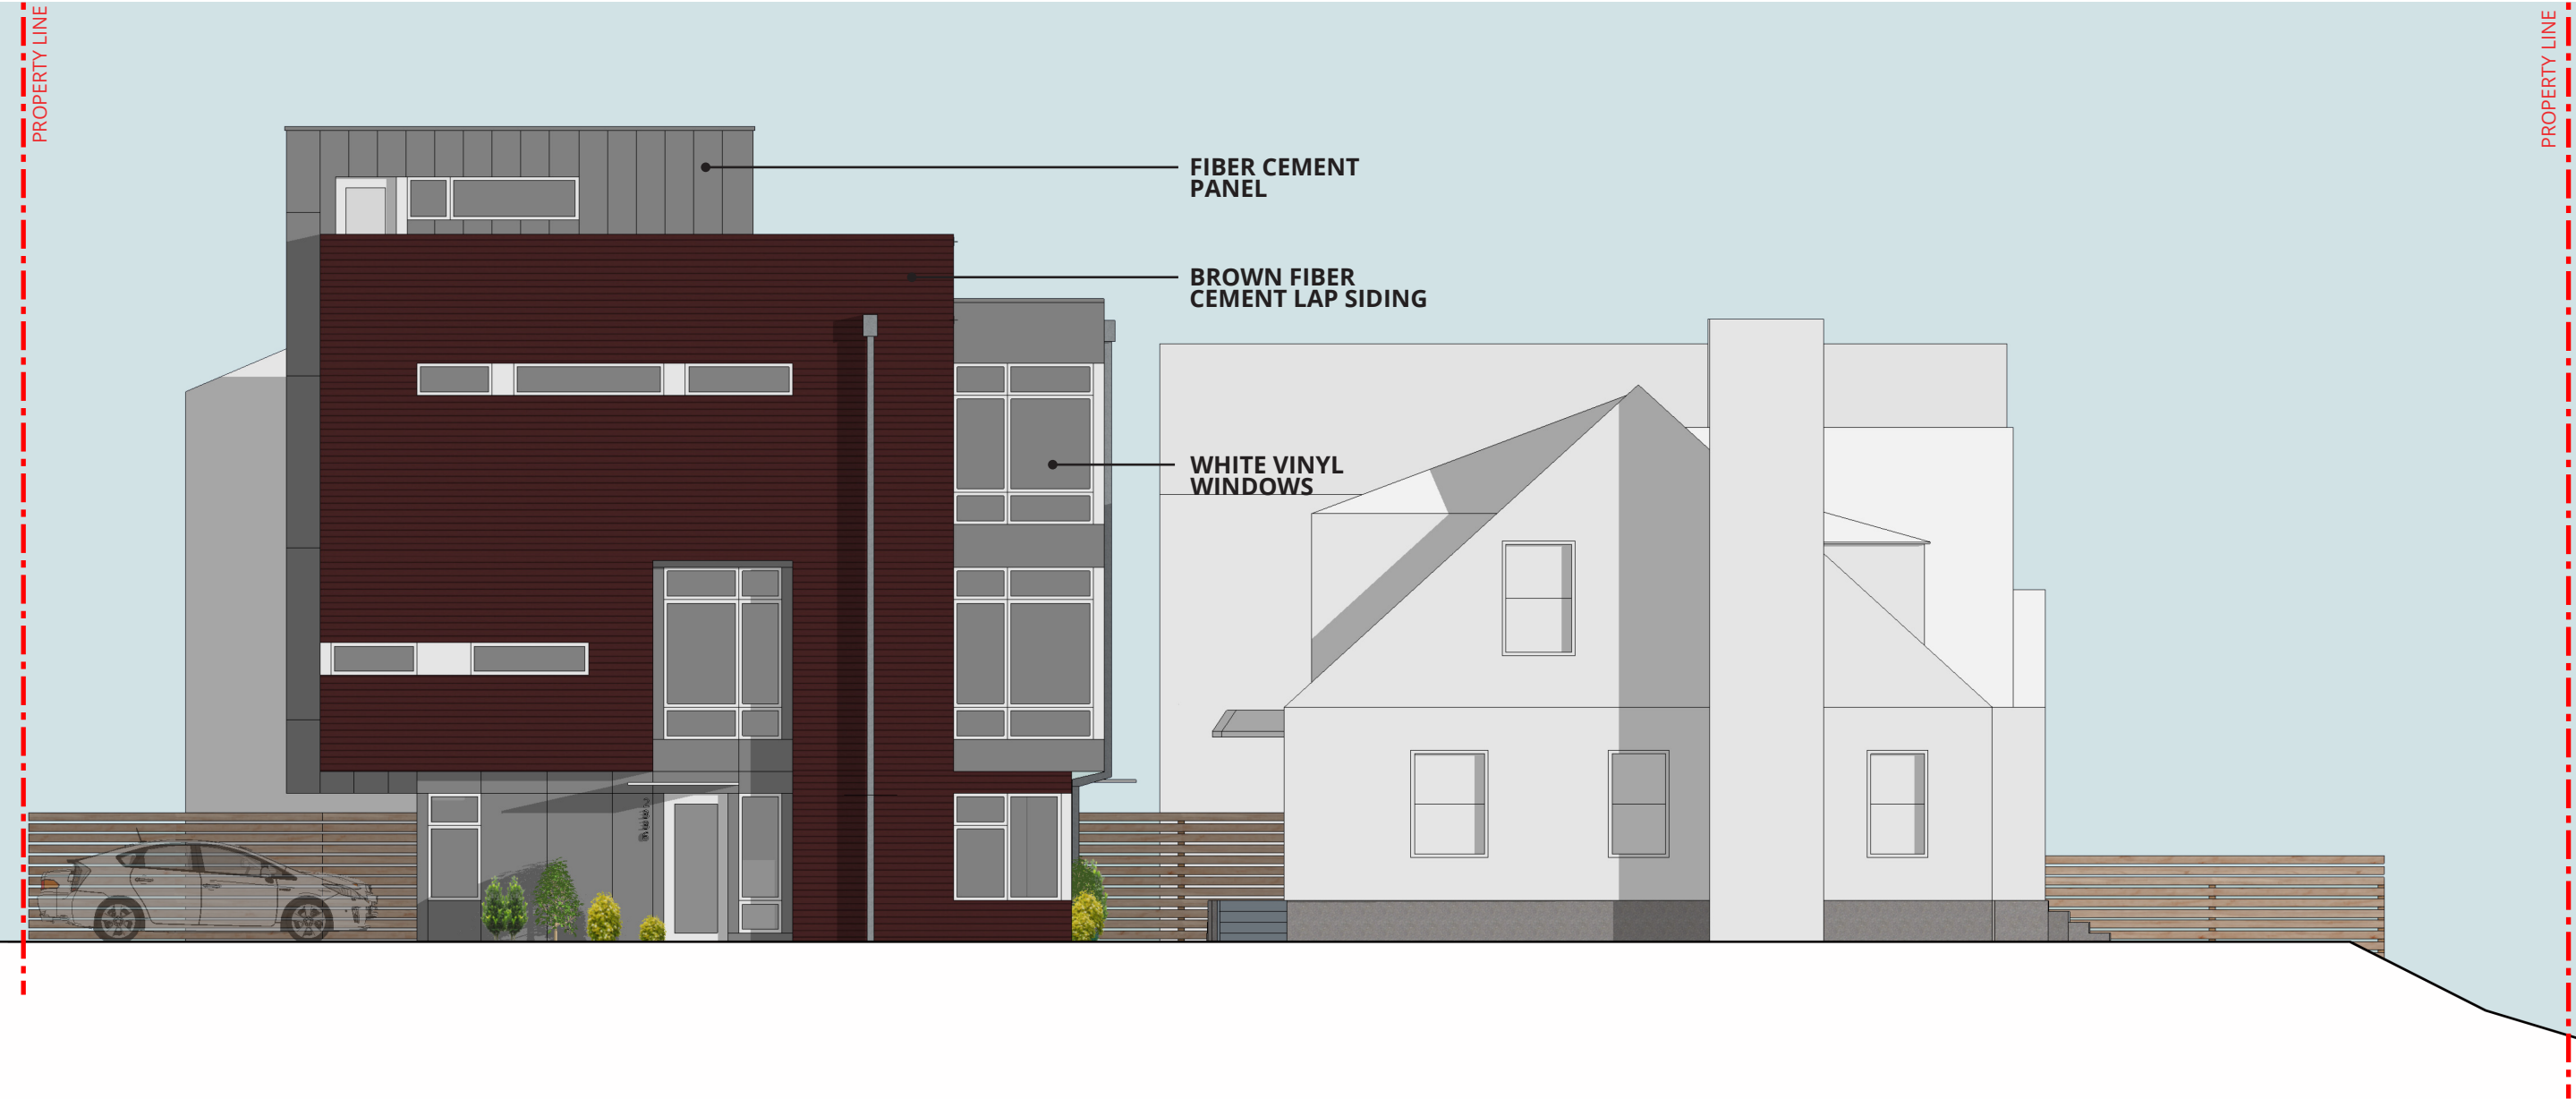 PROPERTY LINE
PROPERTY LINE
FIBER CEMENT
PANEL
BROWN FIBER
CEMENT LAP SIDING
WHITE VINYL
WINDOWS